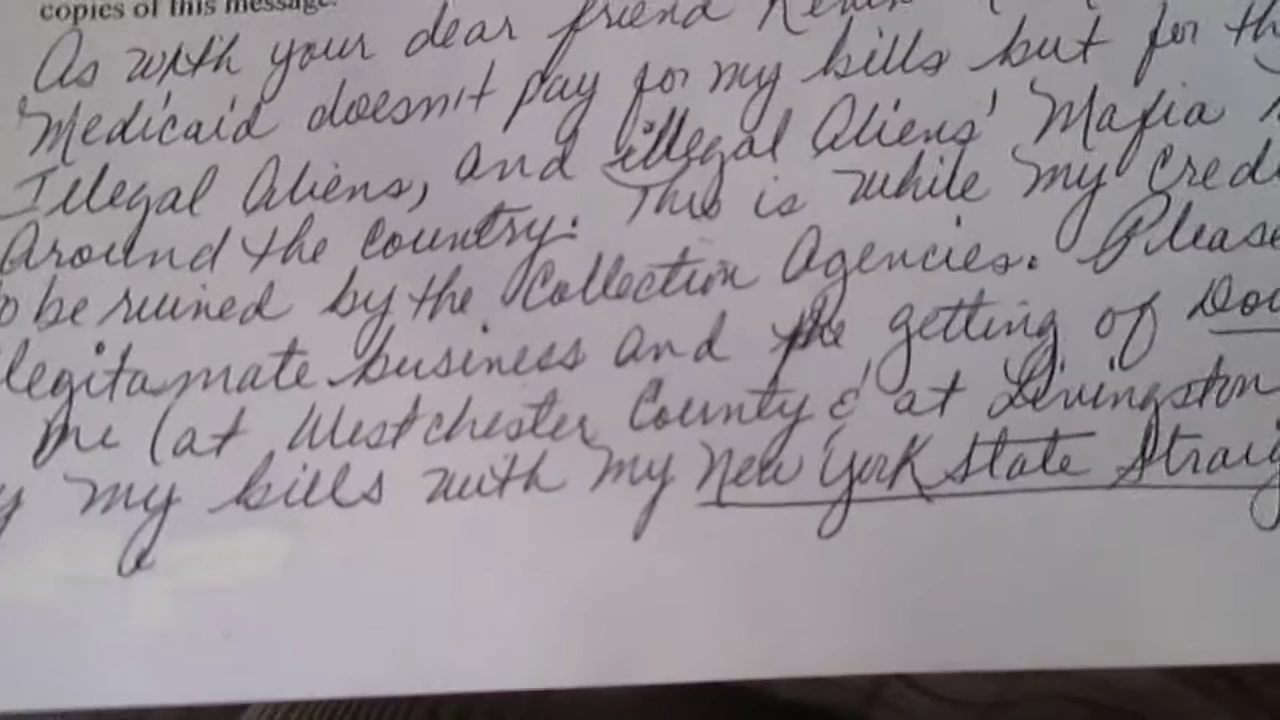 copies of this message.
As with your dear friend
Medicaid doesn't pay for my bills but for
Illegal Aliens, and illegal Aliens' Mafia
Around the Country. This is while my Cred
be ruined by the Collection Agencies. Please
legitamate business and the getting of
me (at Westchester County & at Livingston
my bills with my New York State Straig